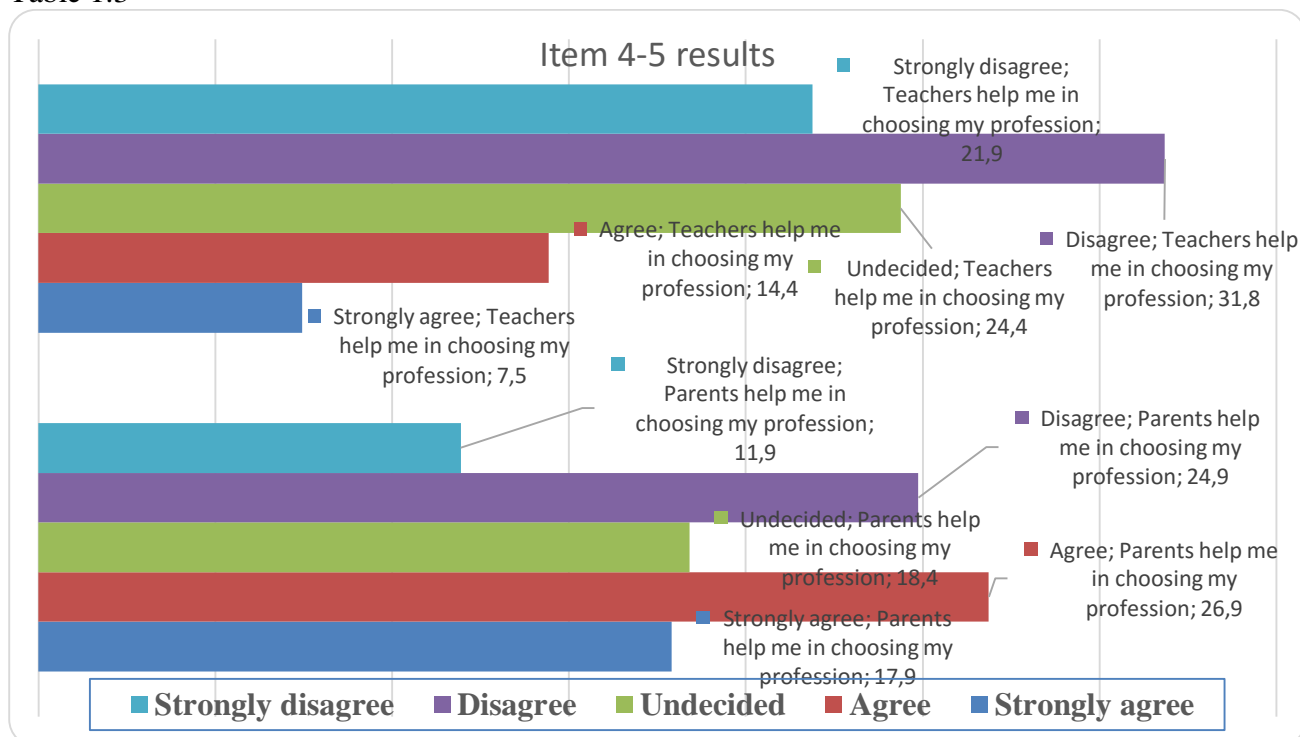 Item 4-5 results
Strongly disagree;
Teachers help me in
choosing my profession;
21,9
Disagree; Teachers help
me in choosing my
profession; 31,8
Undecided; Teachers
help me in choosing my
profession; 24,4
Agree; Teachers help me
in choosing my
profession; 14,4
Strongly agree; Teachers
help me in choosing my
profession; 7,5
Strongly disagree;
Parents help me in
choosing my profession;
11,9
Disagree; Parents help
me in choosing my
profession; 24,9
Undecided; Parents help
me in choosing my
profession; 18,4
Agree; Parents help me
in choosing my
profession; 26,9
Strongly agree; Parents
help me in choosing my
profession; 17,9
Strongly disagree Disagree Undecided Agree Strongly agree